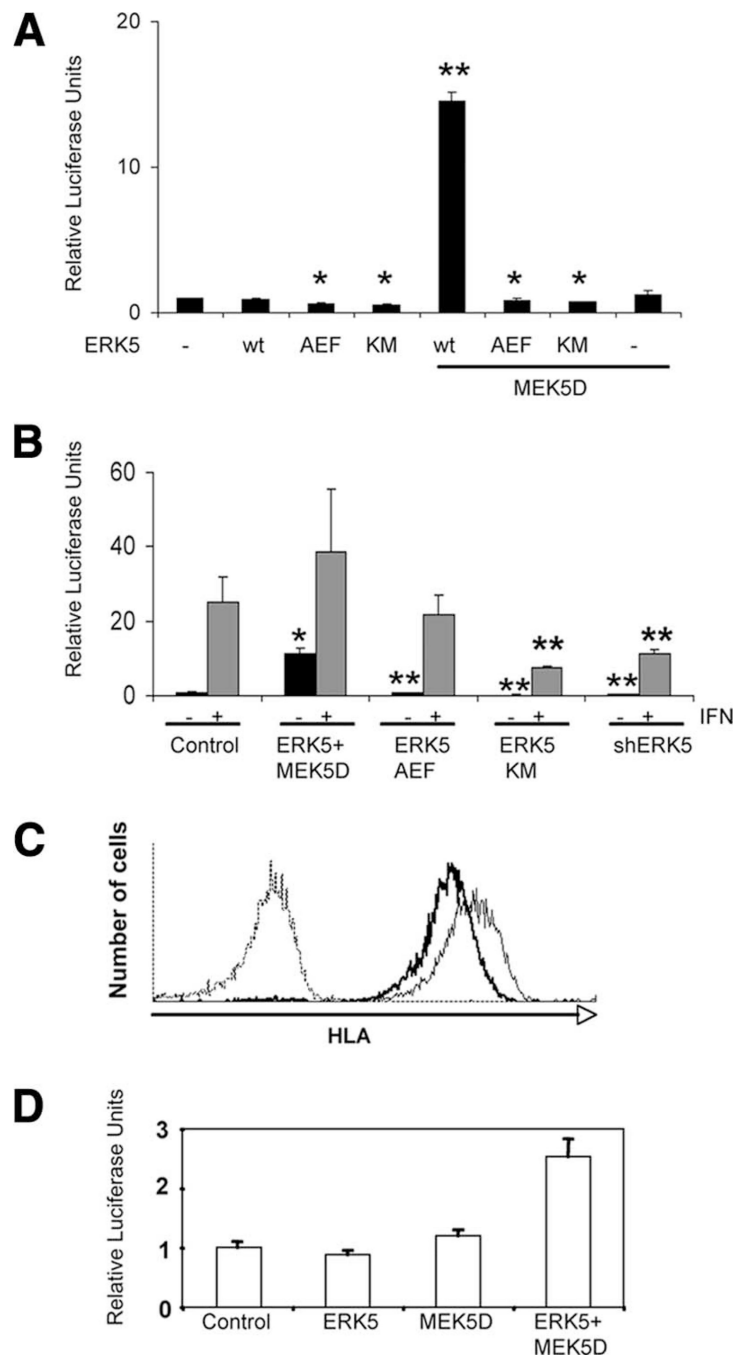 A
Relative Luciferase Units
20
10
0
** 
* * * *
ERK5 - wt AEF KM wt AEF KM -
MEK5D
B
Relative Luciferase Units
60
40
20
0
* ** ** ** ** **
- + - + - + - + - + IFN
Control ERK5+ ERK5 ERK5 shERK5
MEK5D AEF KM
C
Number of cells
HLA
D
Relative Luciferase Units
3
2
1
0
Control ERK5 MEK5D ERK5+
MEK5D